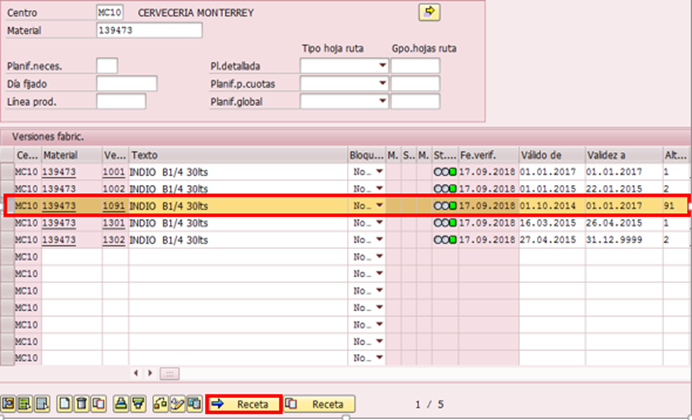 Centro MC10 CERVECERIA MONTERREY
Material 139473
Tipo hoja ruta Gpo.hojas ruta
Planif.neces. Pl.detallada
Día fijado Planif.p.cuotas
Línea prod. Planif.global
Versiones fabric.
Ce... Material Ve... Texto Bloqu... M. S... M. St.... Fe.verif. Válido de Validez a Alt...
MC10 139473 1001 INDIO B1/4 30lts No... 17.09.2018 01.01.2017 01.01.2017 1
MC10 139473 1002 INDIO B1/4 30lts No... 17.09.2018 01.01.2015 22.01.2015 2
MC10 139473 1091 INDIO B1/4 30lts No... 17.09.2018 01.10.2014 01.01.2017 91
MC10 139473 1301 INDIO B1/4 30lts No... 17.09.2018 16.03.2015 26.04.2015 1
MC10 139473 1302 INDIO B1/4 30lts No... 17.09.2018 27.04.2015 31.12.9999 2
MC10 No...
MC10 No...
MC10 No...
MC10 No...
MC10 No...
MC10 No...
MC10 No...
Receta Receta 1 / 5